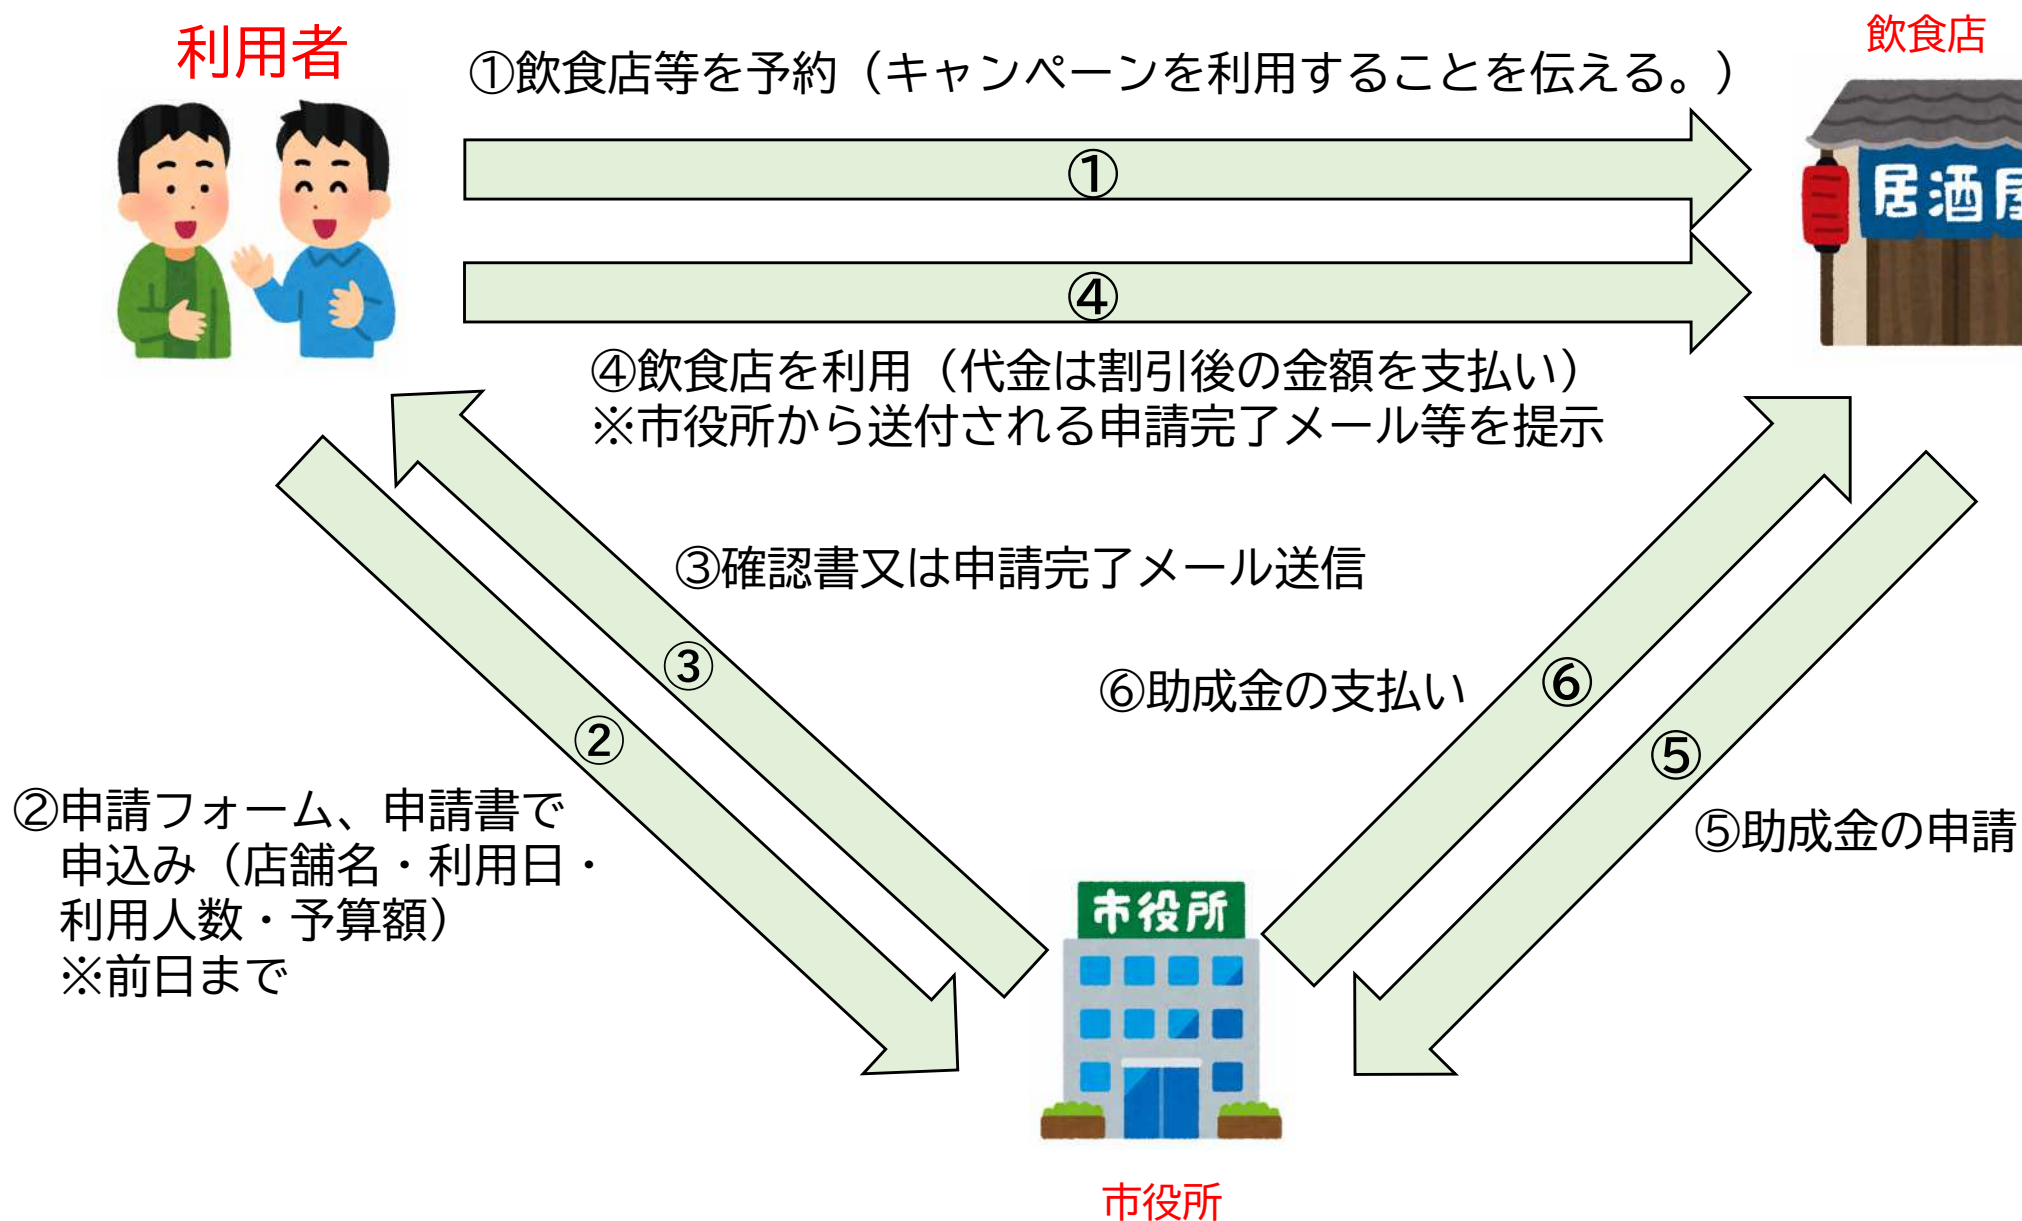 利用者
飲食店
①飲食店等を予約（キャンペーンを利用することを伝える。）
①
居酒屋
④
④飲食店を利用（代金は割引後の金額を支払い）
※市役所から送付される申請完了メール等を提示
③確認書又は申請完了メール送信
③
⑥助成金の支払い
⑥
②
⑤
②申請フォーム、申請書で
申込み（店舗名・利用日・
利用人数・予算額）
※前日まで
⑤助成金の申請
市役所
市役所